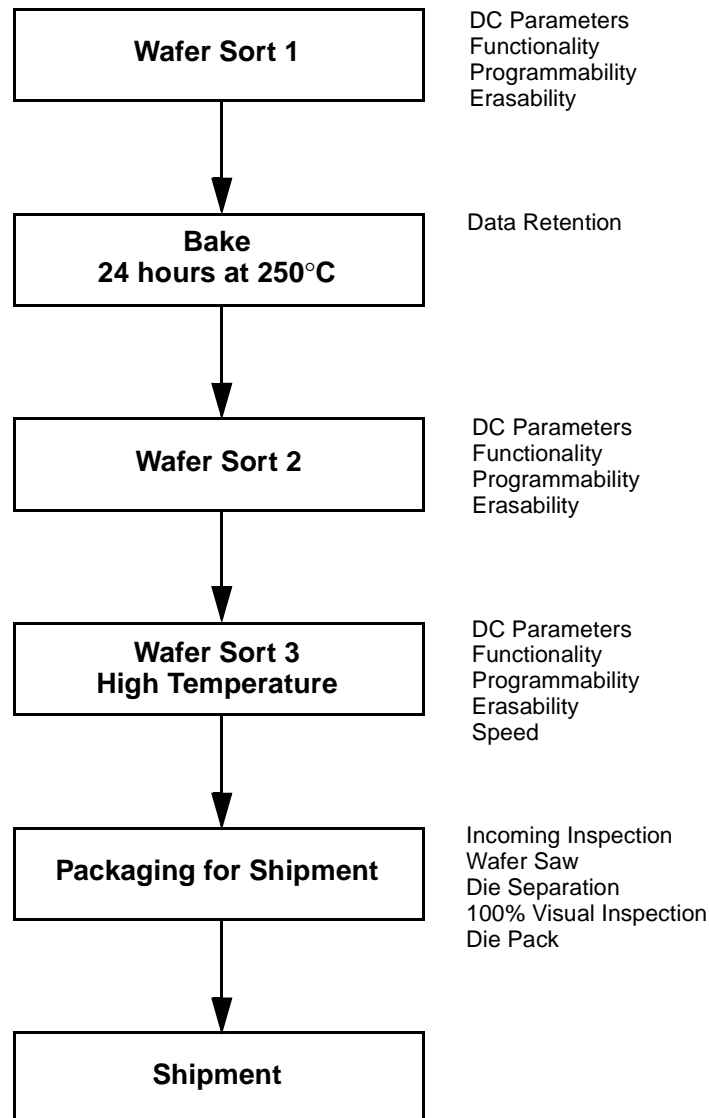 Wafer Sort 1
DC Parameters
Functionality
Programmability
Erasability
Bake
24 hours at 250°C
Data Retention
Wafer Sort 2
DC Parameters
Functionality
Programmability
Erasability
Wafer Sort 3
High Temperature
DC Parameters
Functionality
Programmability
Erasability
Speed
Packaging for Shipment
Incoming Inspection
Wafer Saw
Die Separation
100% Visual Inspection
Die Pack
Shipment